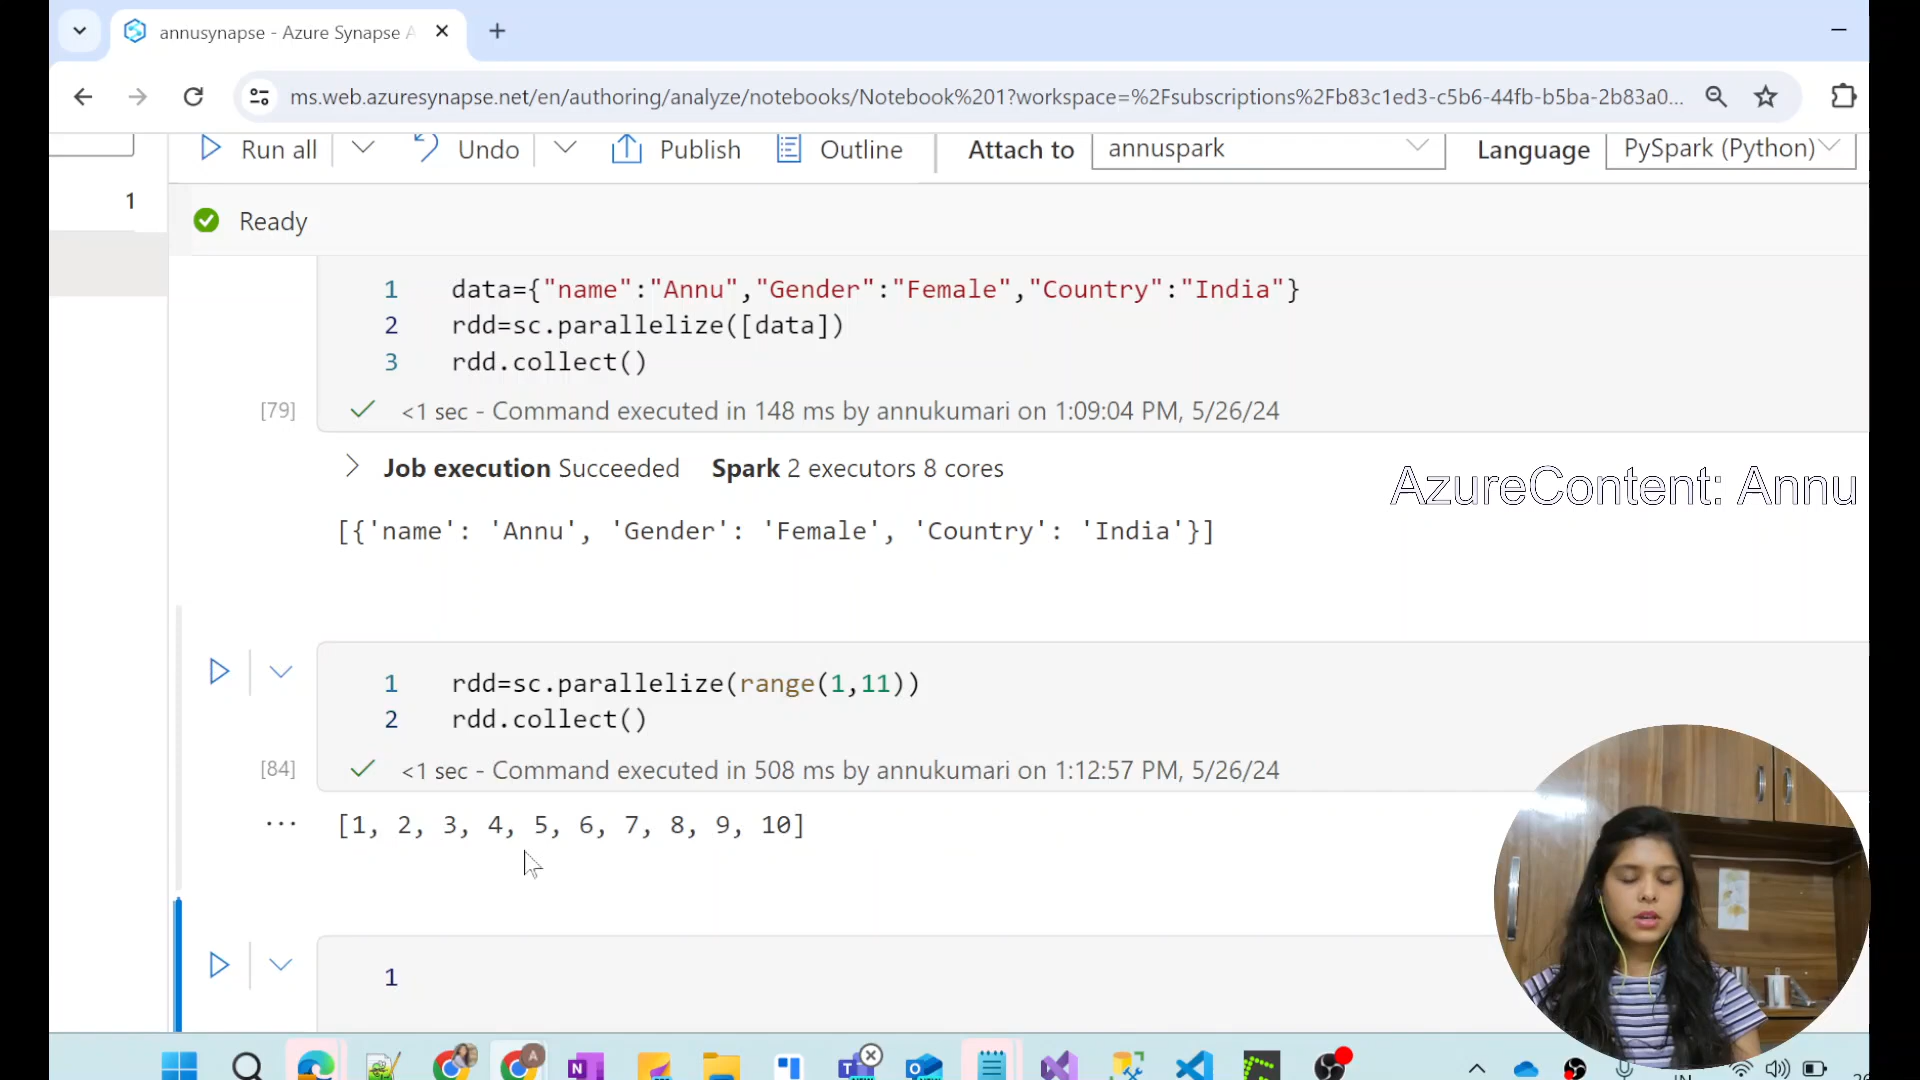 annusynapse - Azure Synapse A
ms.web.azuresynapse.net/en/authoring/analyze/notebooks/Notebook%201?workspace=%2Fsubscriptions%2Fb83c1ed3-c5b6-44fb-b5ba-2b83a0...
Run all
Undo
Publish
Outline
Attach to
annuspark
Language
PySpark (Python)
1
Ready
1 data={"name":"Annu","Gender":"Female","Country":"India"}
2 rdd=sc.parallelize([data])
3 rdd.collect()
[79] <1 sec - Command executed in 148 ms by annukumari on 1:09:04 PM, 5/26/24
Job execution Succeeded Spark 2 executors 8 cores
AzureContent: Annu
[{'name': 'Annu', 'Gender': 'Female', 'Country': 'India'}]
1 rdd=sc.parallelize(range(1,11))
2 rdd.collect()
[84] <1 sec - Command executed in 508 ms by annukumari on 1:12:57 PM, 5/26/24
[1, 2, 3, 4, 5, 6, 7, 8, 9, 10]
1